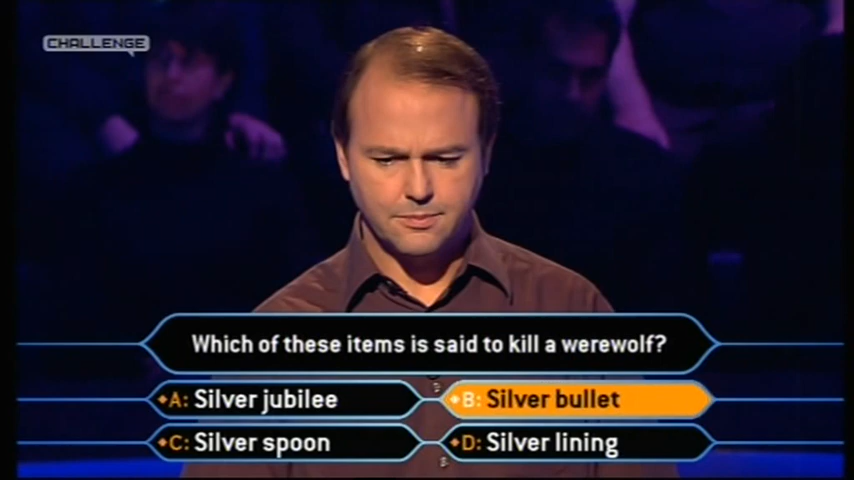 CHALLENGE
Which of these items is said to kill a werewolf?
A: Silver jubilee
B: Silver bullet
C: Silver spoon
D: Silver lining